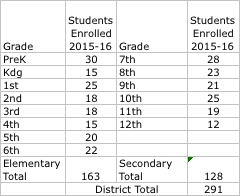 Students Students
Enrolled Enrolled
Grade 2015-16 Grade 2015-16
PreK 30 7th 28
Kdg 15 8th 23
1st 25 9th 21
2nd 18 10th 25
3rd 18 11th 19
4th 15 12th 12
5th 20
6th 22
Elementary Secondary
Total 163 Total 128
District Total 291